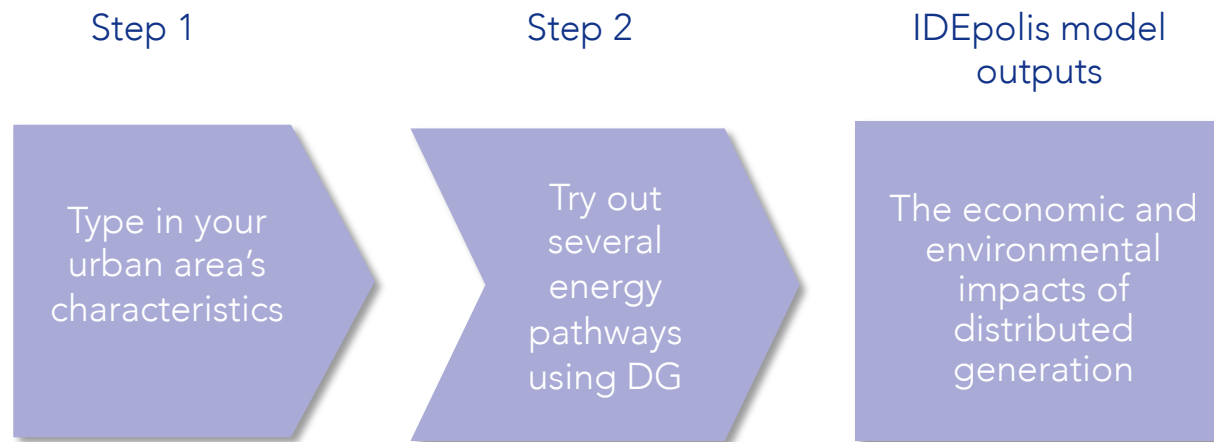 Step 1
Step 2
IDEpolis model
outputs
Type in your
urban area's
characteristics
Try out
several
energy
pathways
using DG
The economic and
environmental
impacts of
distributed
generation